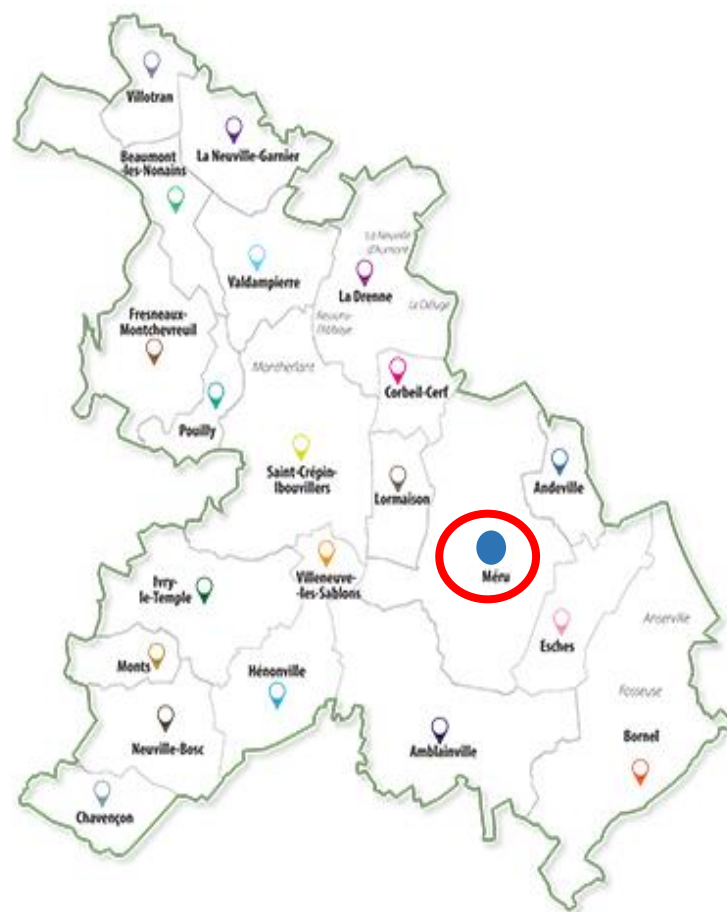 Villotran
La Neuville-Garnier
Beaumont
-les-Nonains
La Neuville
d'Aumont
Valdampierre
La Drenne
Le Déluge
Fresneaux-
Montchevreuil
Neuville-
l'Abbaye
Montherlant
Corbeil-Cerf
Pouilly
Saint-Crépin-
Ibouvillers
Lormaison
Andeville
Ivry-
le-Temple
Villeneuve-
-les-Sablons
Méru
Anserville
Esches
Monts
Hénonville
Fosseuse
Neuville-Bosc
Amblainville
Bornel
Chavençon